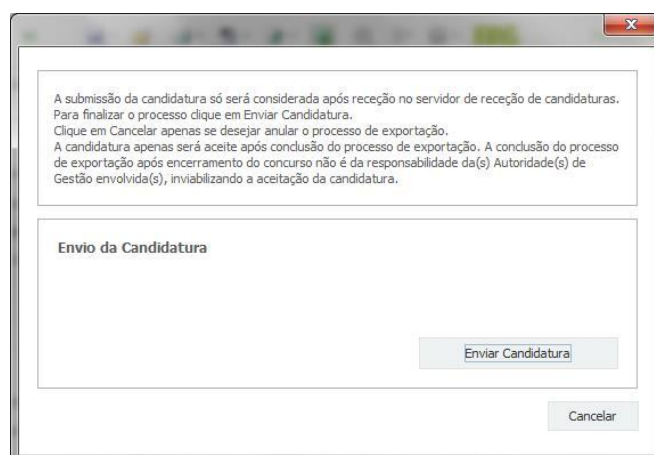 A submissão da candidatura só será considerada após receção no servidor de receção de candidaturas.
Para finalizar o processo clique em Enviar Candidatura.
Clique em Cancelar apenas se desejar anular o processo de exportação.
A candidatura apenas será aceite após conclusão do processo de exportação. A conclusão do processo
de exportação após encerramento do concurso não é da responsabilidade da(s) Autoridade(s) de
Gestão envolvida(s), inviabilizando a aceitação da candidatura.
Envio da Candidatura
Enviar Candidatura
Cancelar